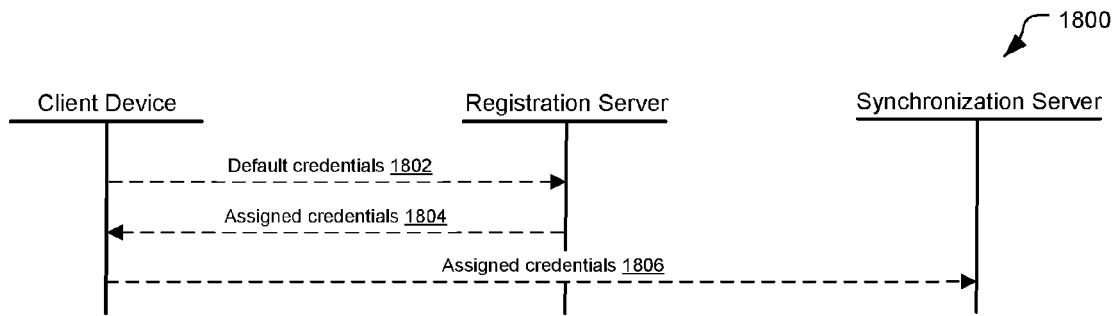 1800
Client Device
Registration Server
Synchronization Server
Default credentials 1802
Assigned credentials 1804
Assigned credentials 1806